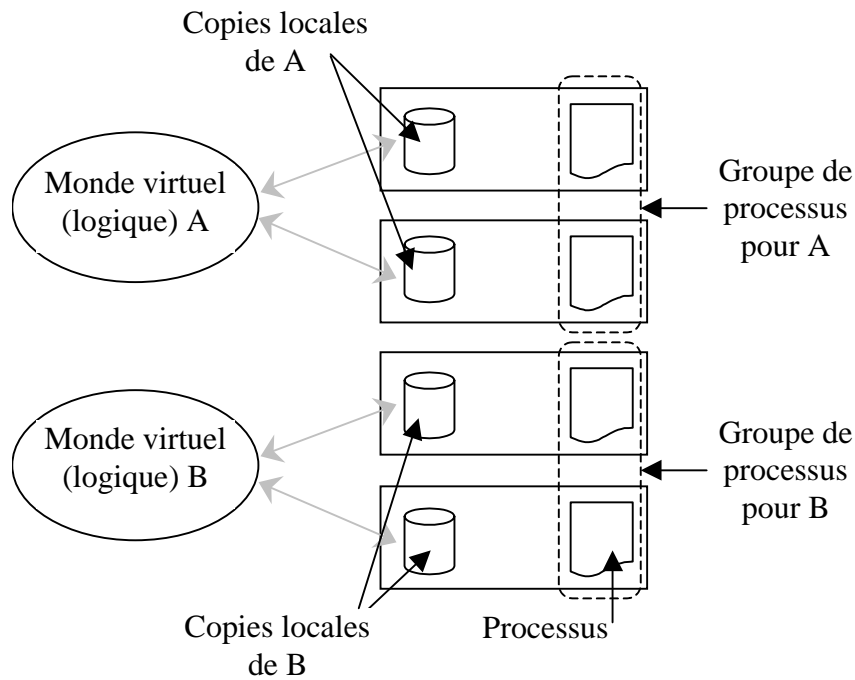 Copies locales
de A
Monde virtuel
(logique) A
Groupe de
processus
pour A
Monde virtuel
(logique) B
Groupe de
processus
pour B
Copies locales
de B
Processus